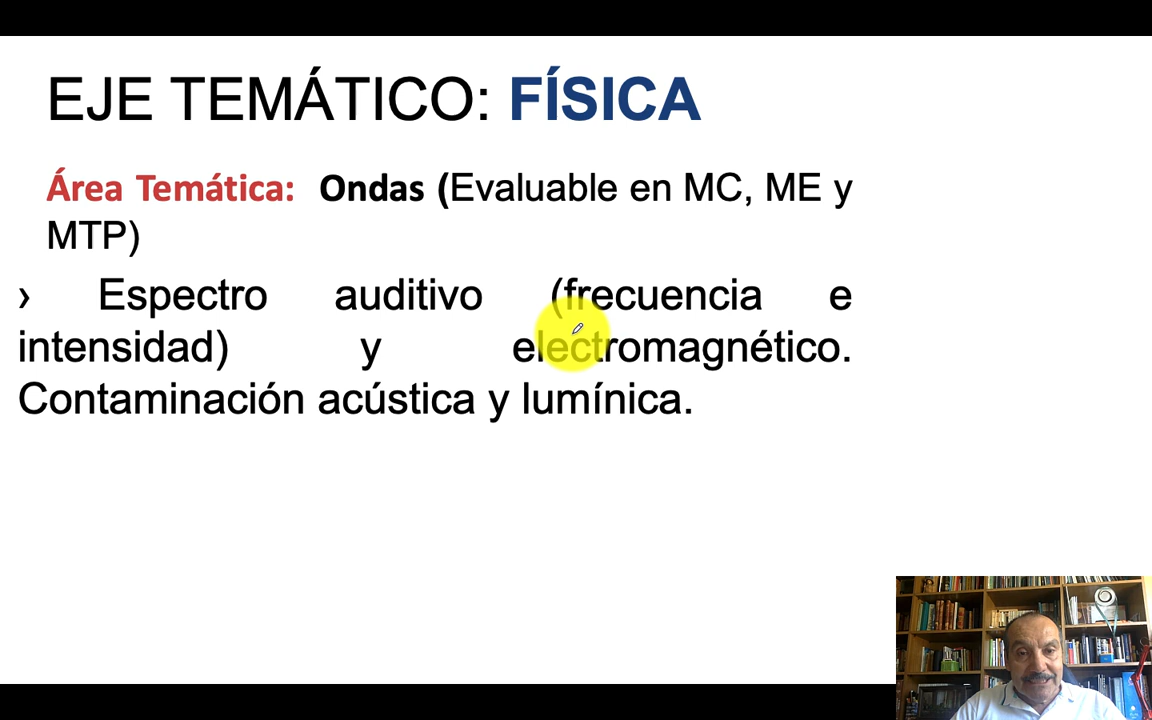 EJE TEMÁTICO: FÍSICA
Área Temática: Ondas (Evaluable en MC, ME y
MTP)
› Espectro auditivo (frecuencia e
intensidad) y electromagnético.
Contaminación acústica y lumínica.